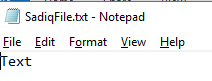 SadiqFile.txt - Notepad
File Edit Format View Help
Text